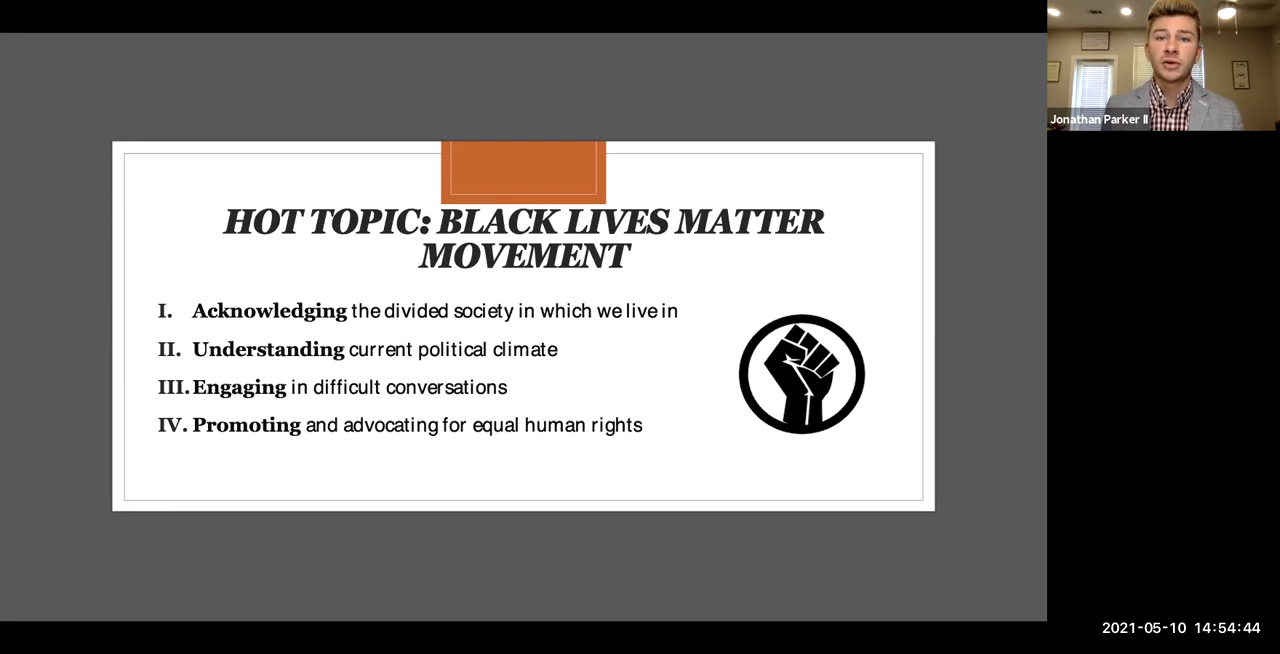 HOT TOPIC: BLACK LIVES MATTER
MOVEMENT
I. Acknowledging the divided society in which we live in
II. Understanding current political climate
III. Engaging in difficult conversations
IV. Promoting and advocating for equal human rights
Jonathan Parker II
2021-05-10 14:54:44